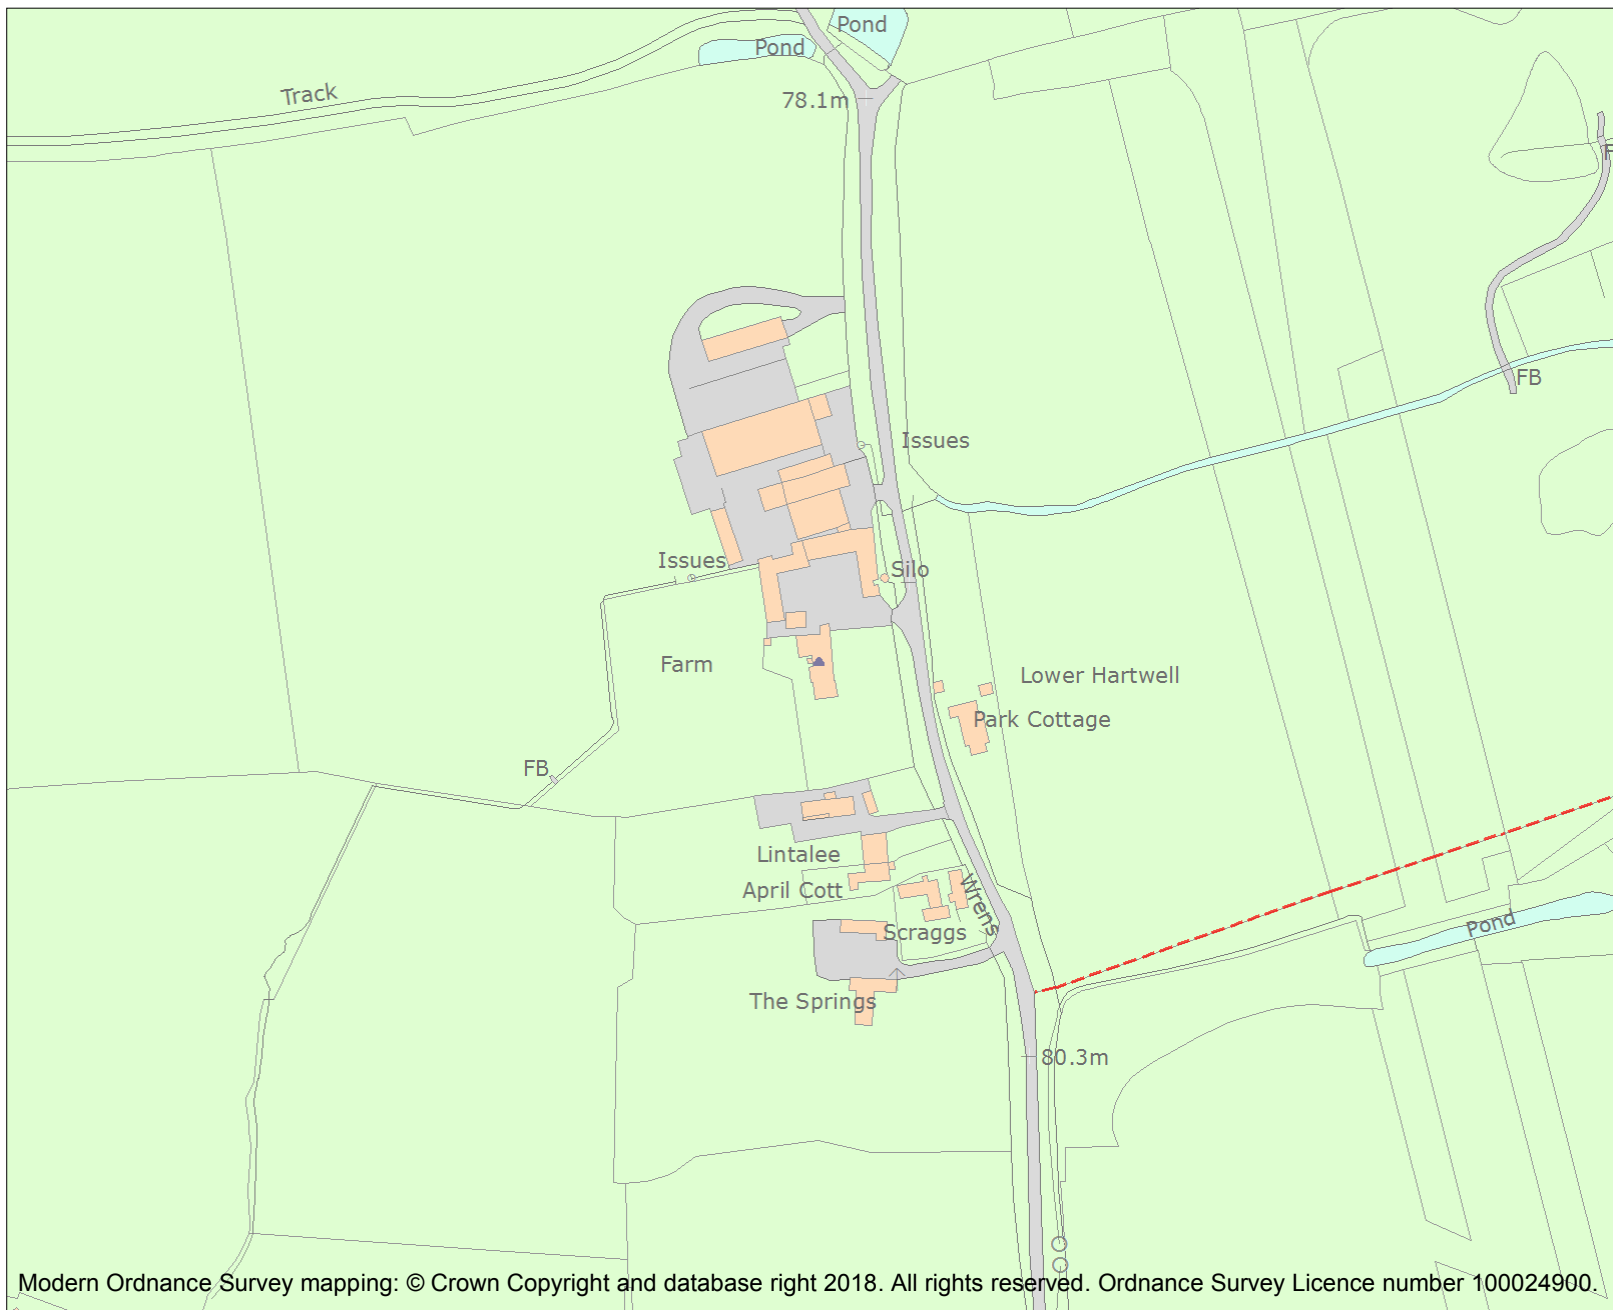 Pond
Pond
Track
78.1m
FB
Issues
Issues
Silo
Farm
Lower Hartwell
Park Cottage
FB
Lintalee
April Cott
Wrens
Scraggs
Pond
The Springs
80.3m
Modern Ordnance Survey mapping: © Crown Copyright and database right 2018. All rights reserved. Ordnance Survey Licence number 100024900.